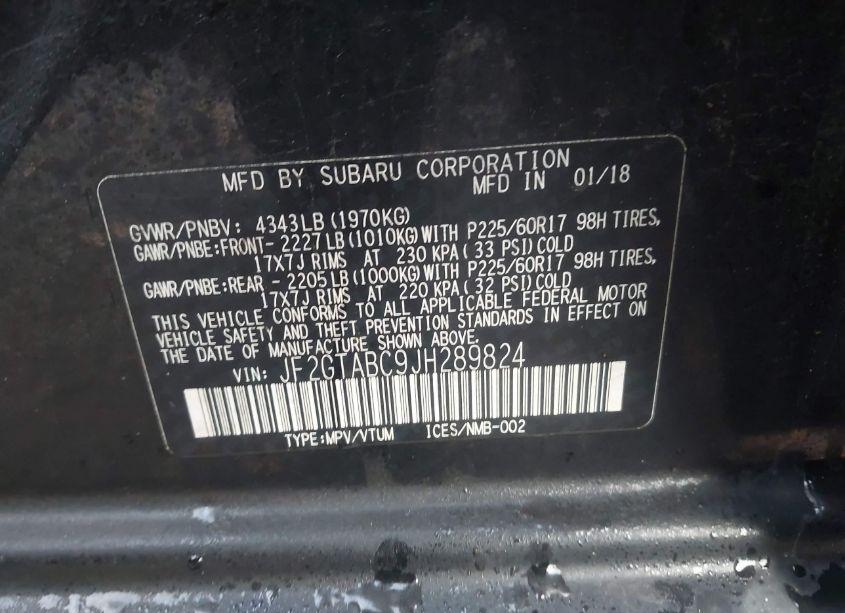 MFD BY SUBARU CORPORATION
MFD IN 01/18
GVWR/PNBV: 4343LB (1970KG)
GAWR/PNBE:FRONT- 2227LB (1010KG) WITH P225/60R17 98H TIRES,
17X7J RIMS AT 230 KPA( 33 PSI) COLD
GAWR/PNBE:REAR - 2205LB (1000KG) WITH P225/60R17 98H TIRES,
17X7J RIMS AT 220 KPA( 32 PSI) COLD
THIS VEHICLE CONFORMS TO ALL APPLICABLE FEDERAL MOTOR
VEHICLE SAFETY AND THEFT PREVENTION STANDARDS IN EFFECT ON
THE DATE OF MANUFACTURE SHOWN ABOVE.
VIN: JF2GTABC9JH289824
TYPE:MPV/VTUM ICES/NMB-002